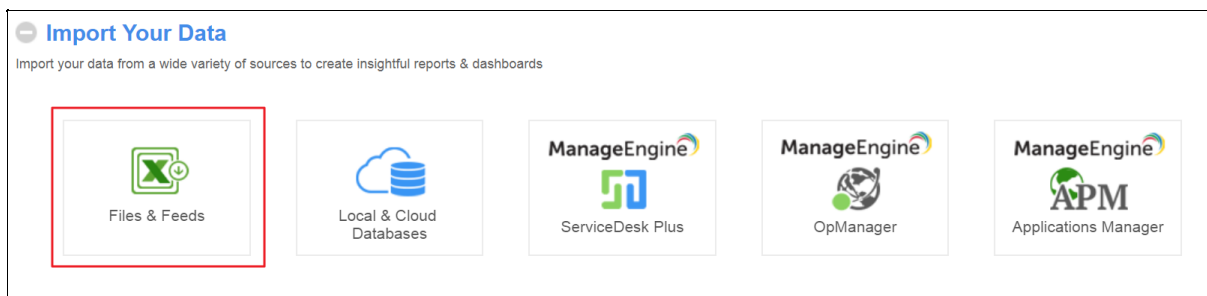 Import Your Data
Import your data from a wide variety of sources to create insightful reports & dashboards
Files & Feeds
Local & Cloud
Databases
ManageEngine
ServiceDesk Plus
ManageEngine
OpManager
ManageEngine
APM
Applications Manager